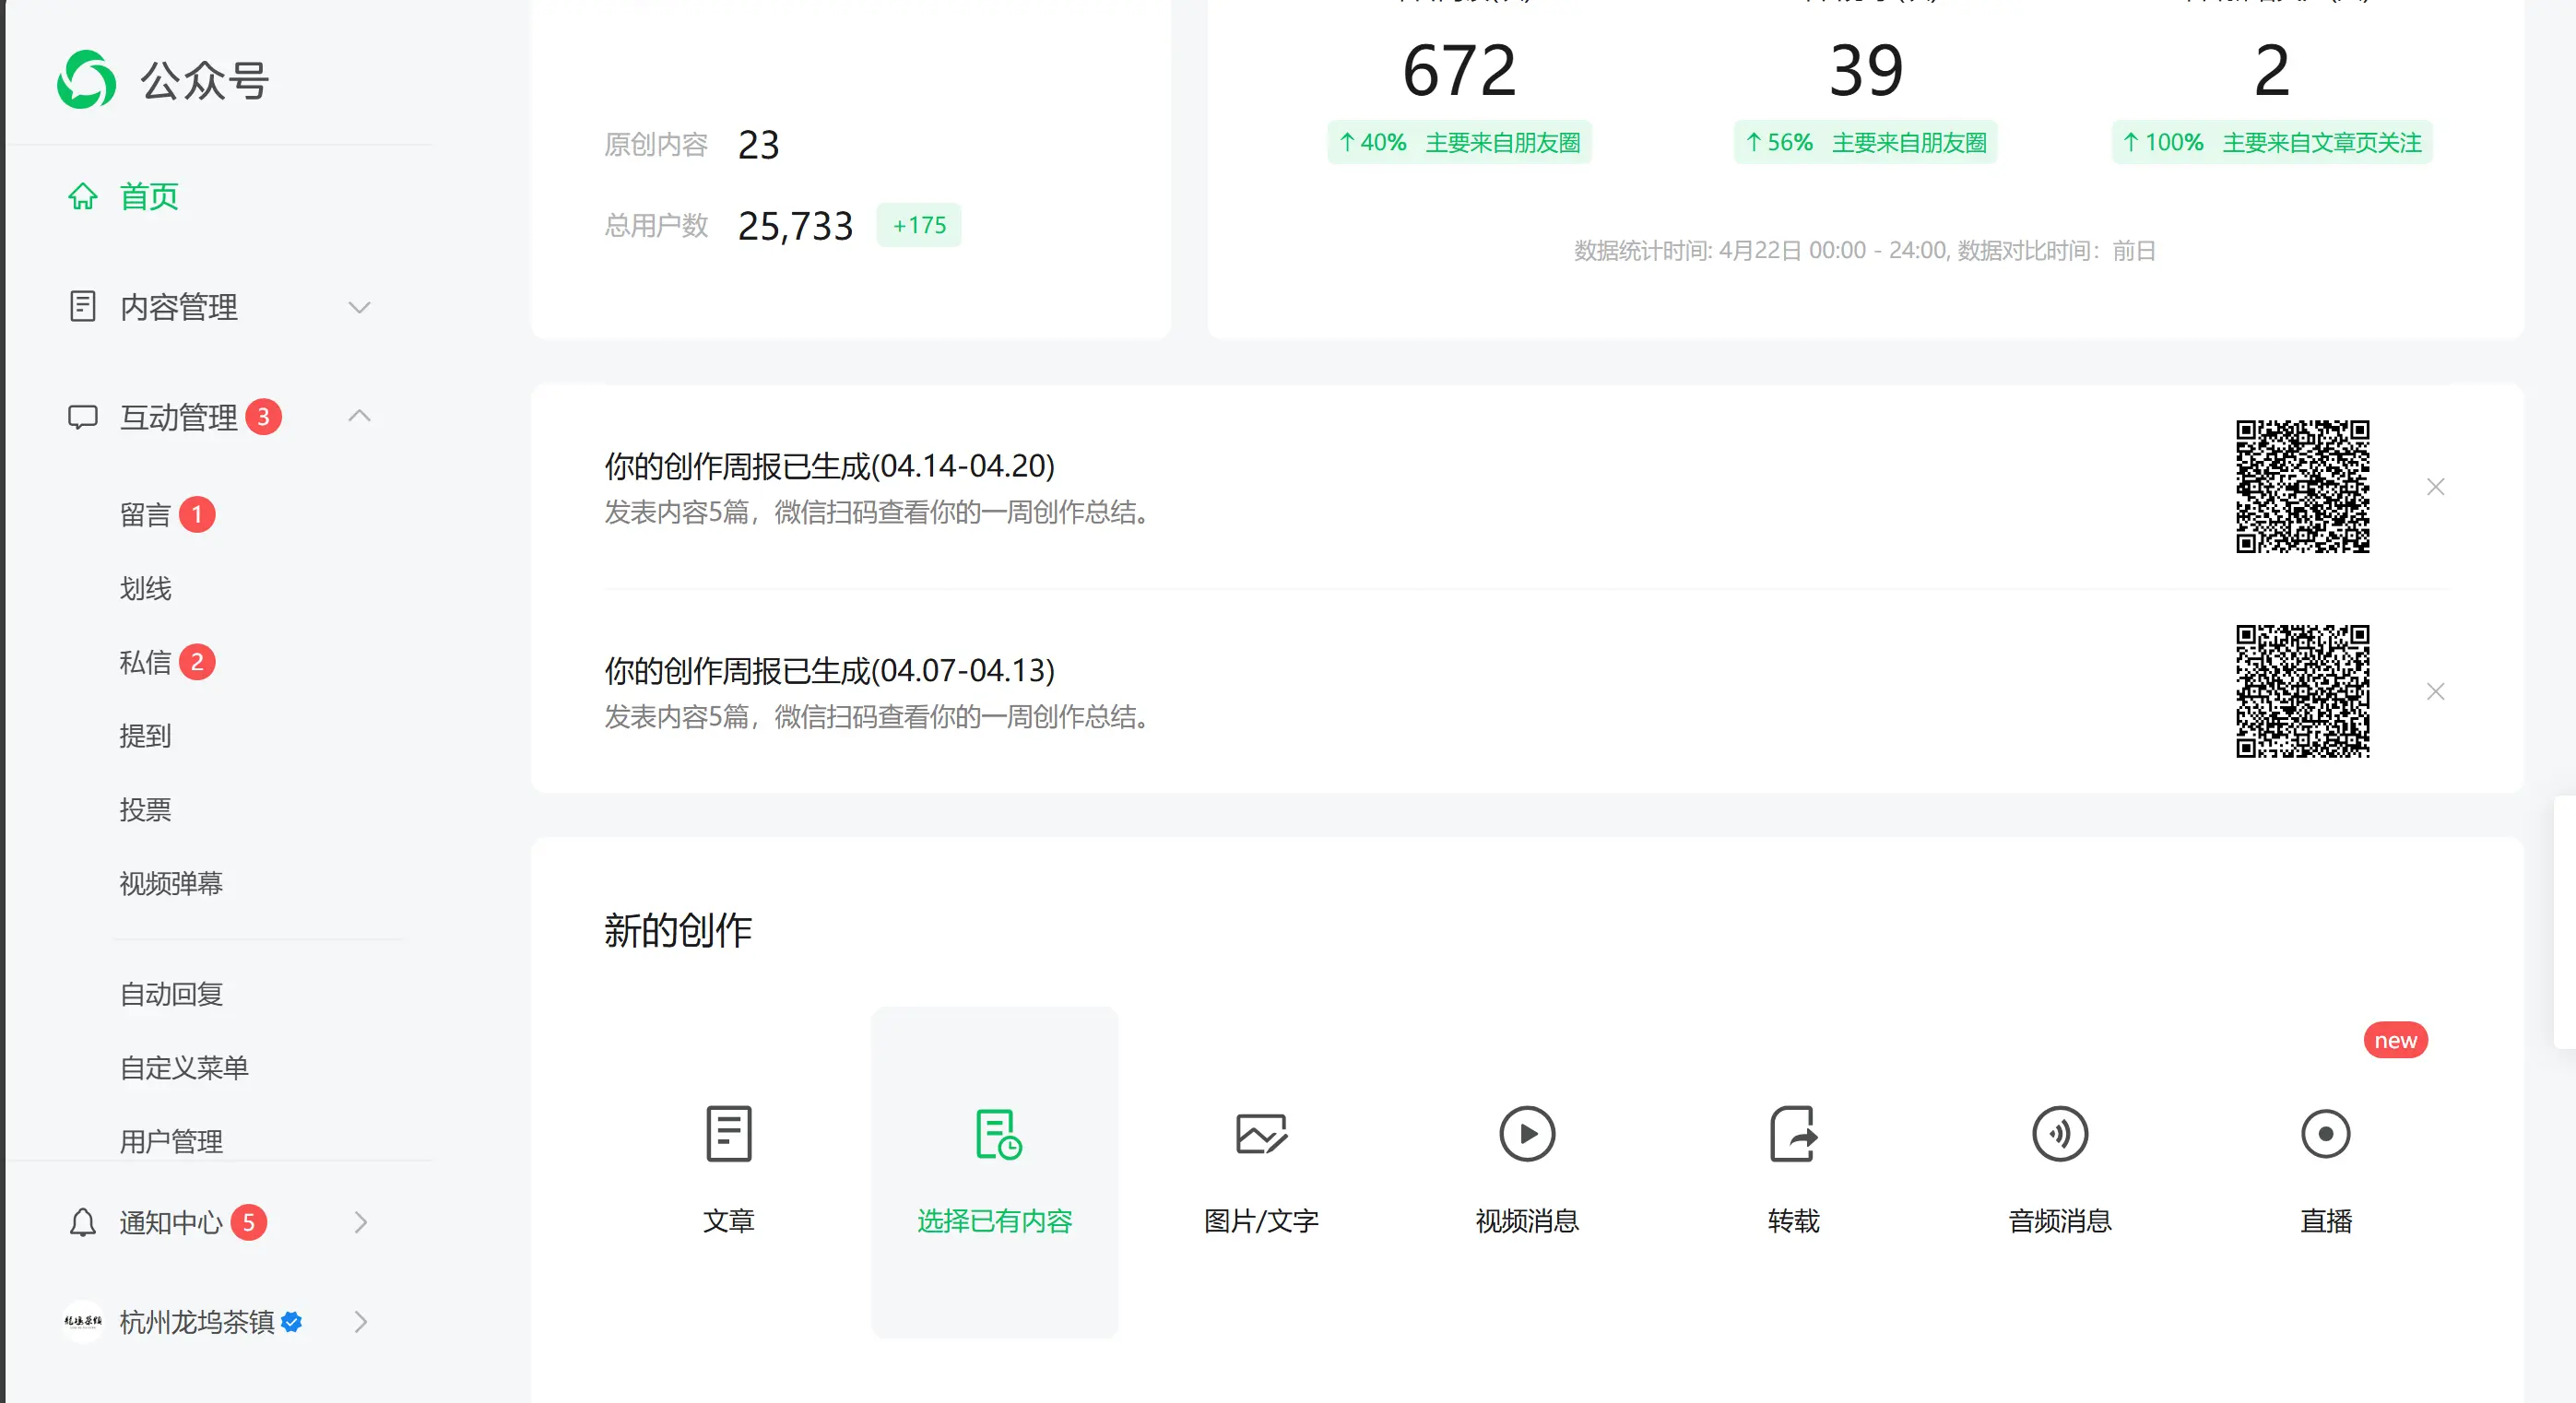 公众号
首页
内容管理
互动管理 3
留言 1
划线
私信 2
提到
投票
视频弹幕
自动回复
自定义菜单
用户管理
通知中心 5
杭州龙坞茶镇
原创内容 23
总用户数 25,733 +175
672 39 2
↑40% 主要来自朋友圈 ↑56% 主要来自朋友圈 ↑100% 主要来自文章页关注
数据统计时间: 4月22日 00:00 - 24:00, 数据对比时间：前日
你的创作周报已生成(04.14-04.20)
发表内容5篇，微信扫码查看你的一周创作总结。
你的创作周报已生成(04.07-04.13)
发表内容5篇，微信扫码查看你的一周创作总结。
新的创作
new
文章 选择已有内容 图片/文字 视频消息 转载 音频消息 直播